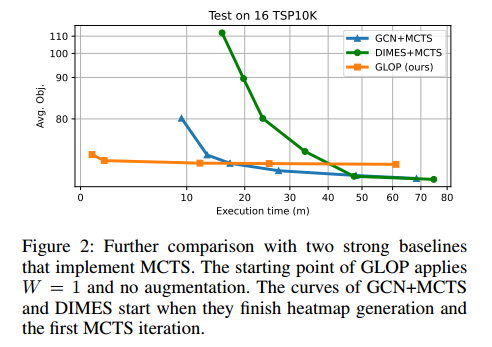 Test on 16 TSP10K
GCN+MCTS
DIMES+MCTS
GLOP (ours)
110
100
90
80
Avg. Obj.
0 10 20 30 40 50 60 70 80
Execution time (m)
Figure 2: Further comparison with two strong baselines
that implement MCTS. The starting point of GLOP applies
W = 1 and no augmentation. The curves of GCN+MCTS
and DIMES start when they finish heatmap generation and
the first MCTS iteration.